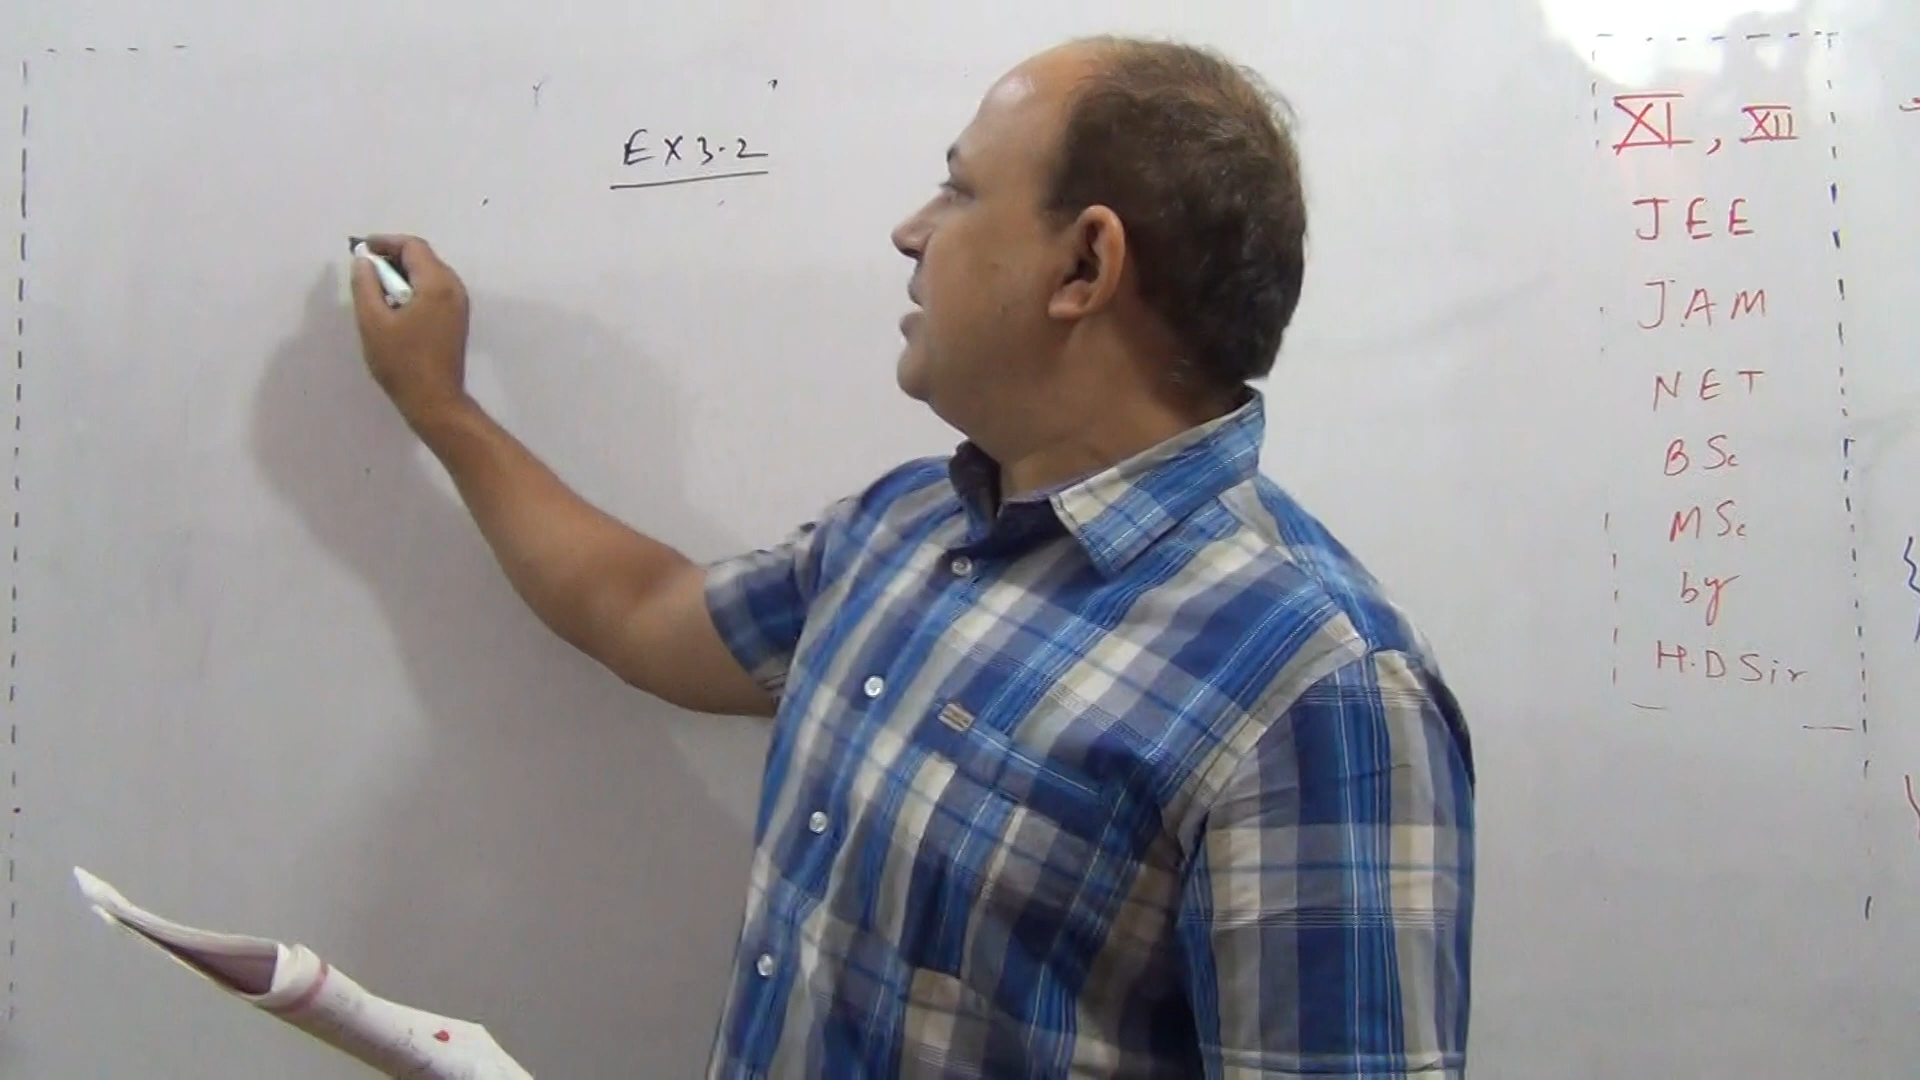 EX 3.2
XI, XII
JEE
JAM
NET
BSc
MSc
by
H.D Sir